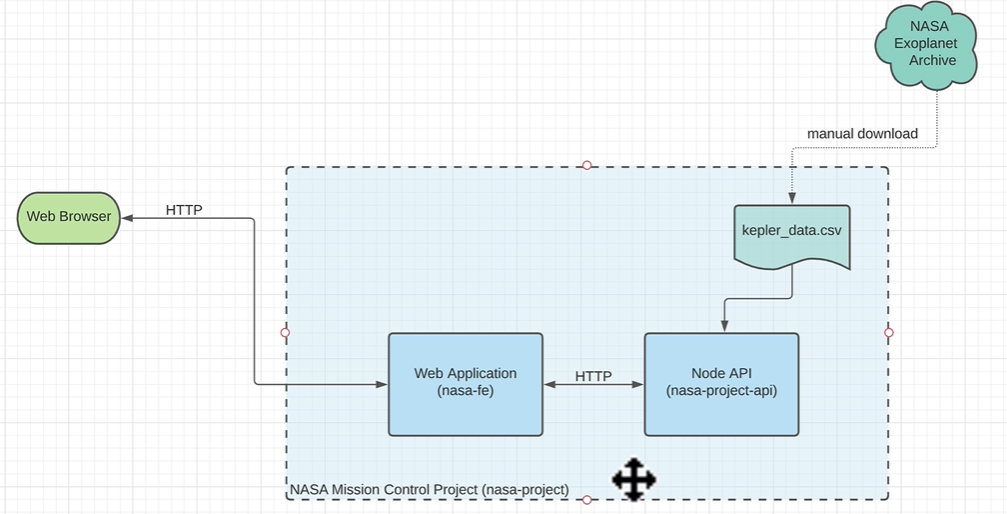 NASA
Exoplanet
Archive
manual download
Web Browser
HTTP
kepler_data.csv
Web Application
(nasa-fe)
HTTP
Node API
(nasa-project-api)
NASA Mission Control Project (nasa-project)